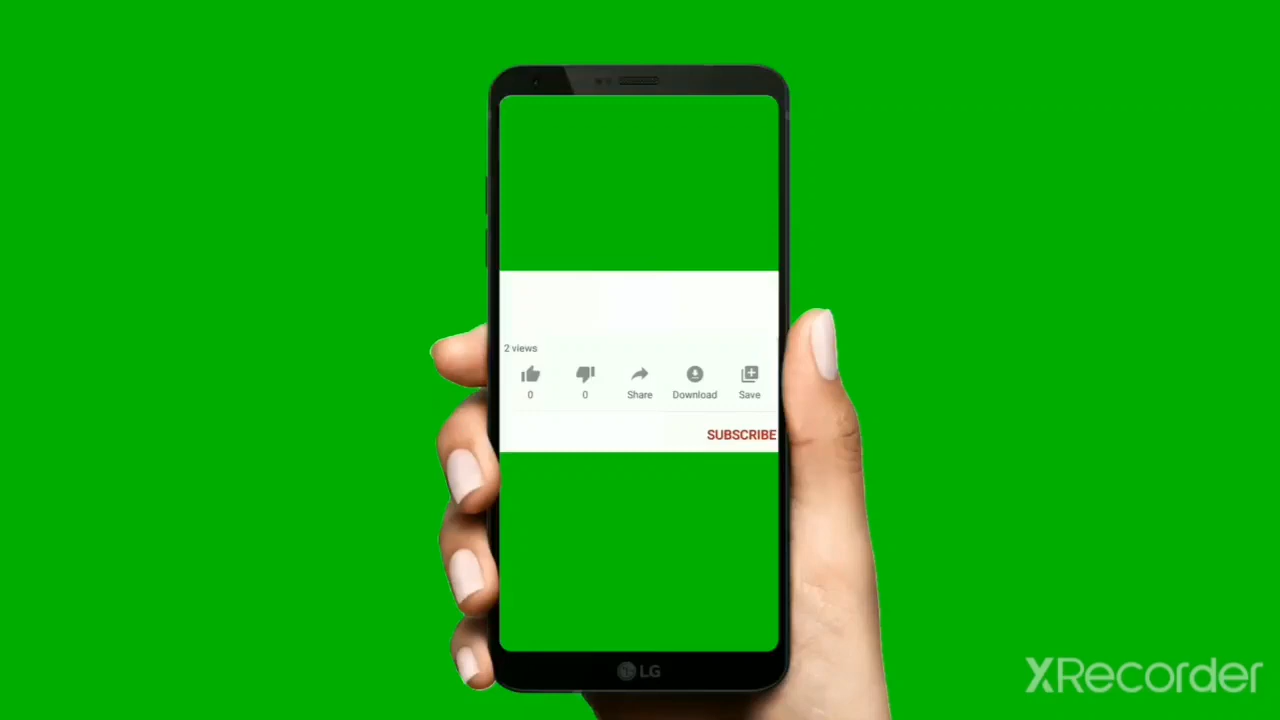 2 views
0 0 Share Download Save
SUBSCRIBE
LG
XRecorder